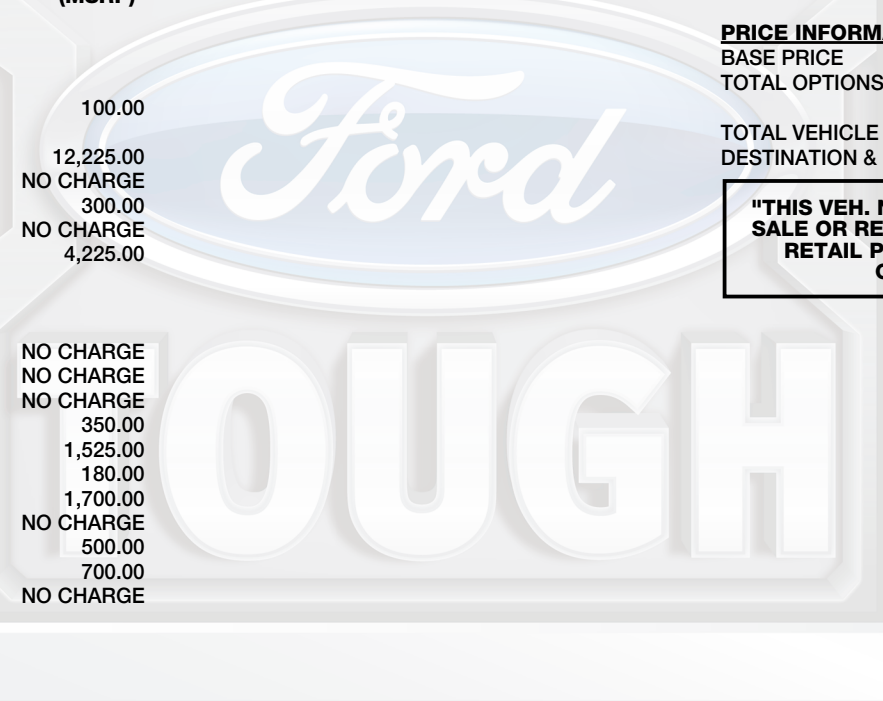 (MSRP)
100.00
12,225.00
NO CHARGE
300.00
NO CHARGE
4,225.00
NO CHARGE
NO CHARGE
NO CHARGE
350.00
1,525.00
180.00
1,700.00
NO CHARGE
500.00
700.00
NO CHARGE
PRICE
BASE PRICE
TOTAL OPTIONS
TOTAL VEHICLE
DESTINATION &
"THIS VEH.
SALE OR
RETAIL
Ford
TOUGH